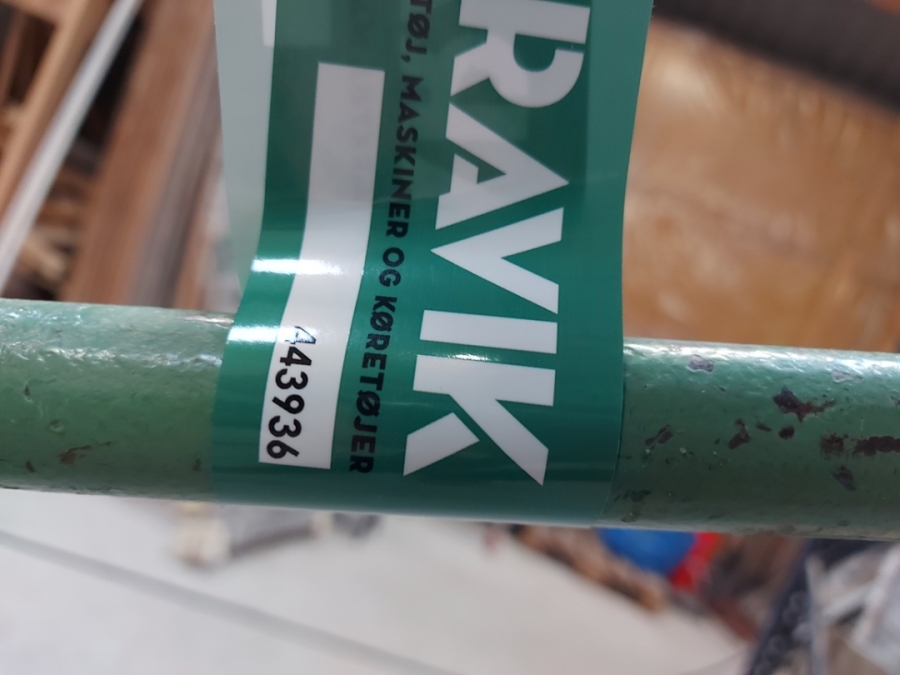 RAVIK
TØJ, MASKINER OG KØRETØJER
443936